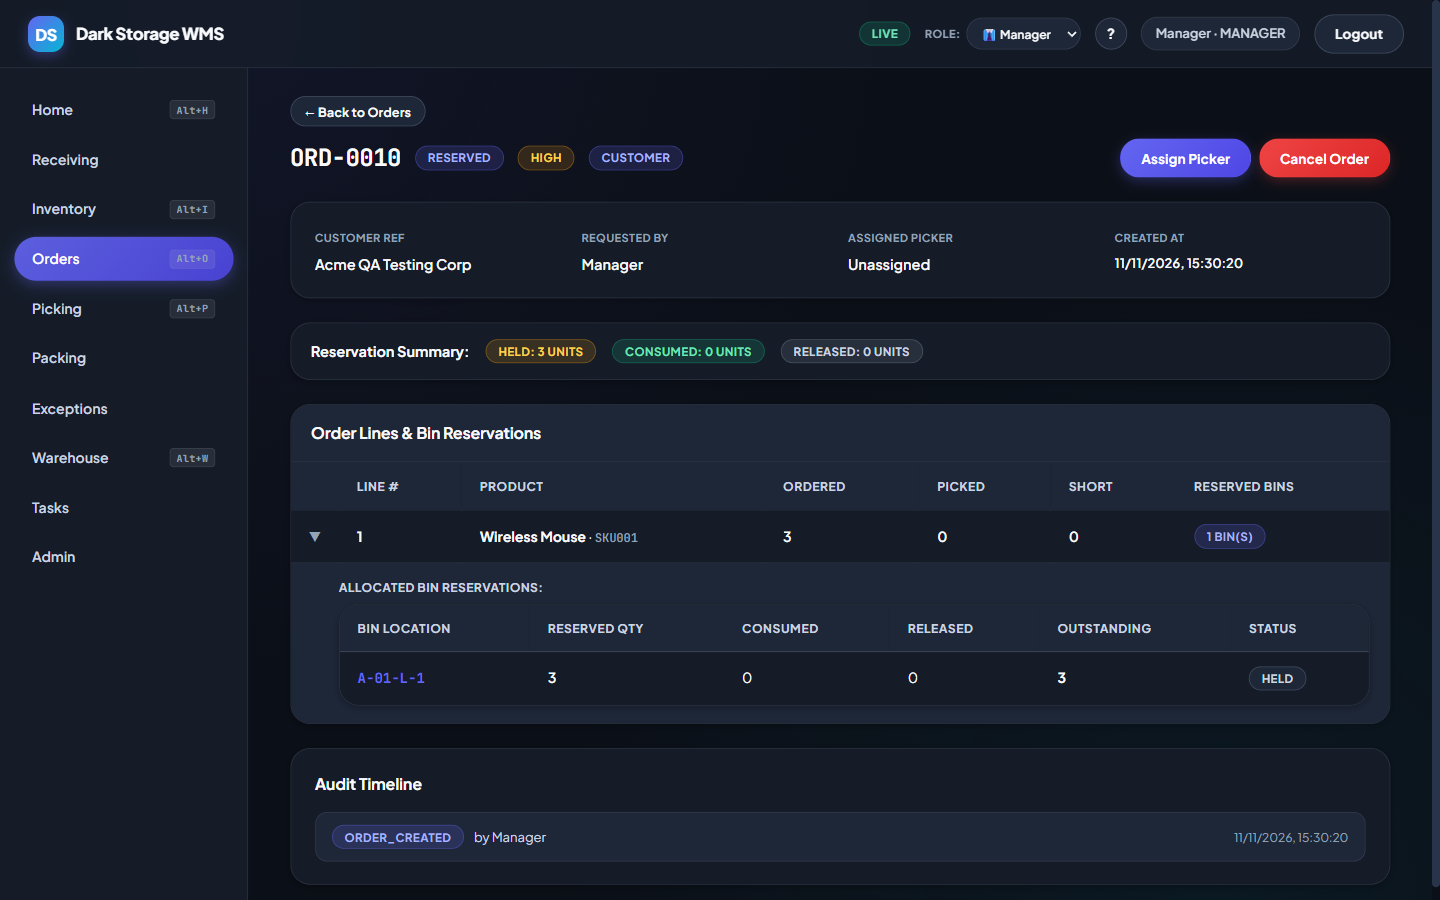 DS Dark Storage WMS
LIVE ROLE: Manager ? Manager · MANAGER Logout
Home Alt+H
Receiving
Inventory Alt+I
Orders Alt+O
Picking Alt+P
Packing
Exceptions
Warehouse Alt+W
Tasks
Admin
← Back to Orders
ORD-0010 RESERVED HIGH CUSTOMER
Assign Picker Cancel Order
CUSTOMER REF REQUESTED BY ASSIGNED PICKER CREATED AT
Acme QA Testing Corp Manager Unassigned 11/11/2026, 15:30:20
Reservation Summary: HELD: 3 UNITS CONSUMED: 0 UNITS RELEASED: 0 UNITS
Order Lines & Bin Reservations
LINE # PRODUCT ORDERED PICKED SHORT RESERVED BINS
▼ 1 Wireless Mouse · SKU001 3 0 0 1 BIN(S)
ALLOCATED BIN RESERVATIONS:
BIN LOCATION RESERVED QTY CONSUMED RELEASED OUTSTANDING STATUS
A-01-L-1 3 0 0 3 HELD
Audit Timeline
ORDER_CREATED by Manager 11/11/2026, 15:30:20